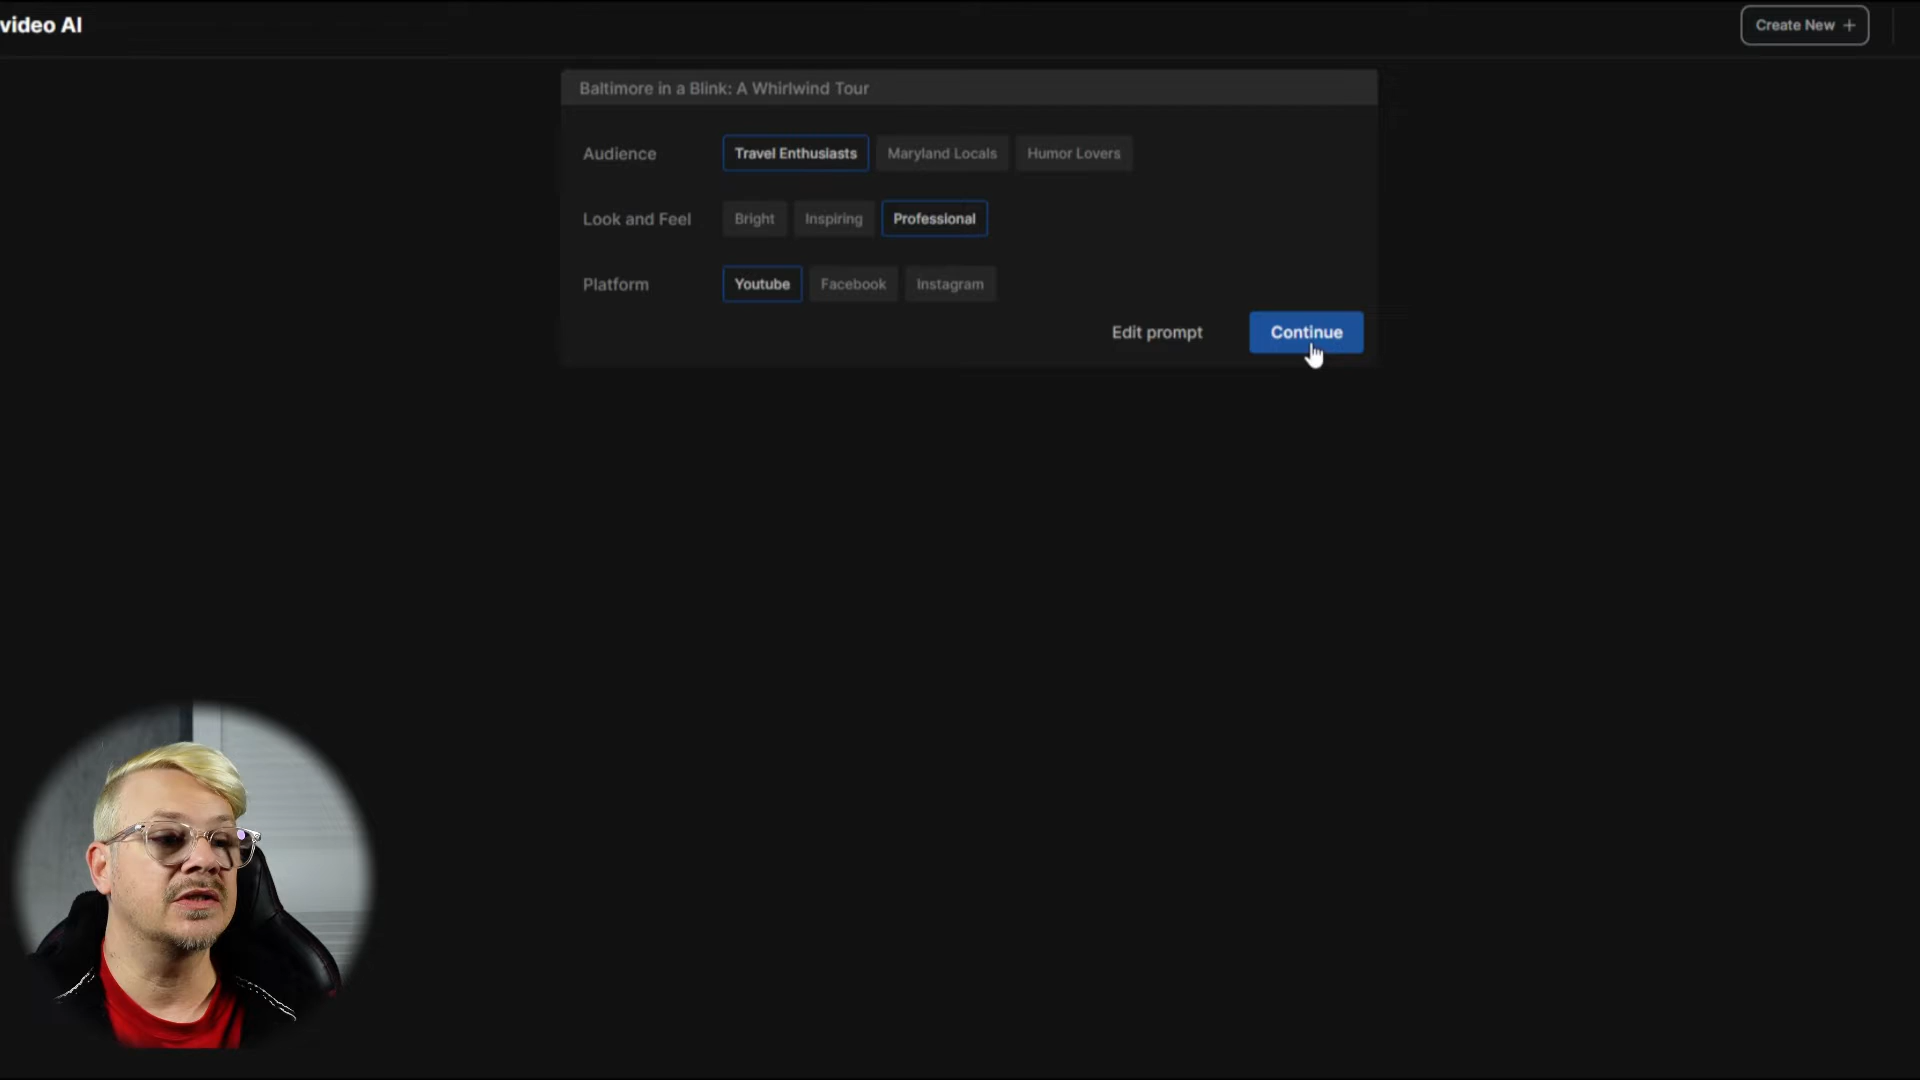 video AI
Create New +
Baltimore in a Blink: A Whirlwind Tour
Audience Travel Enthusiasts Maryland Locals Humor Lovers
Look and Feel Bright Inspiring Professional
Platform Youtube Facebook Instagram
Edit prompt Continue